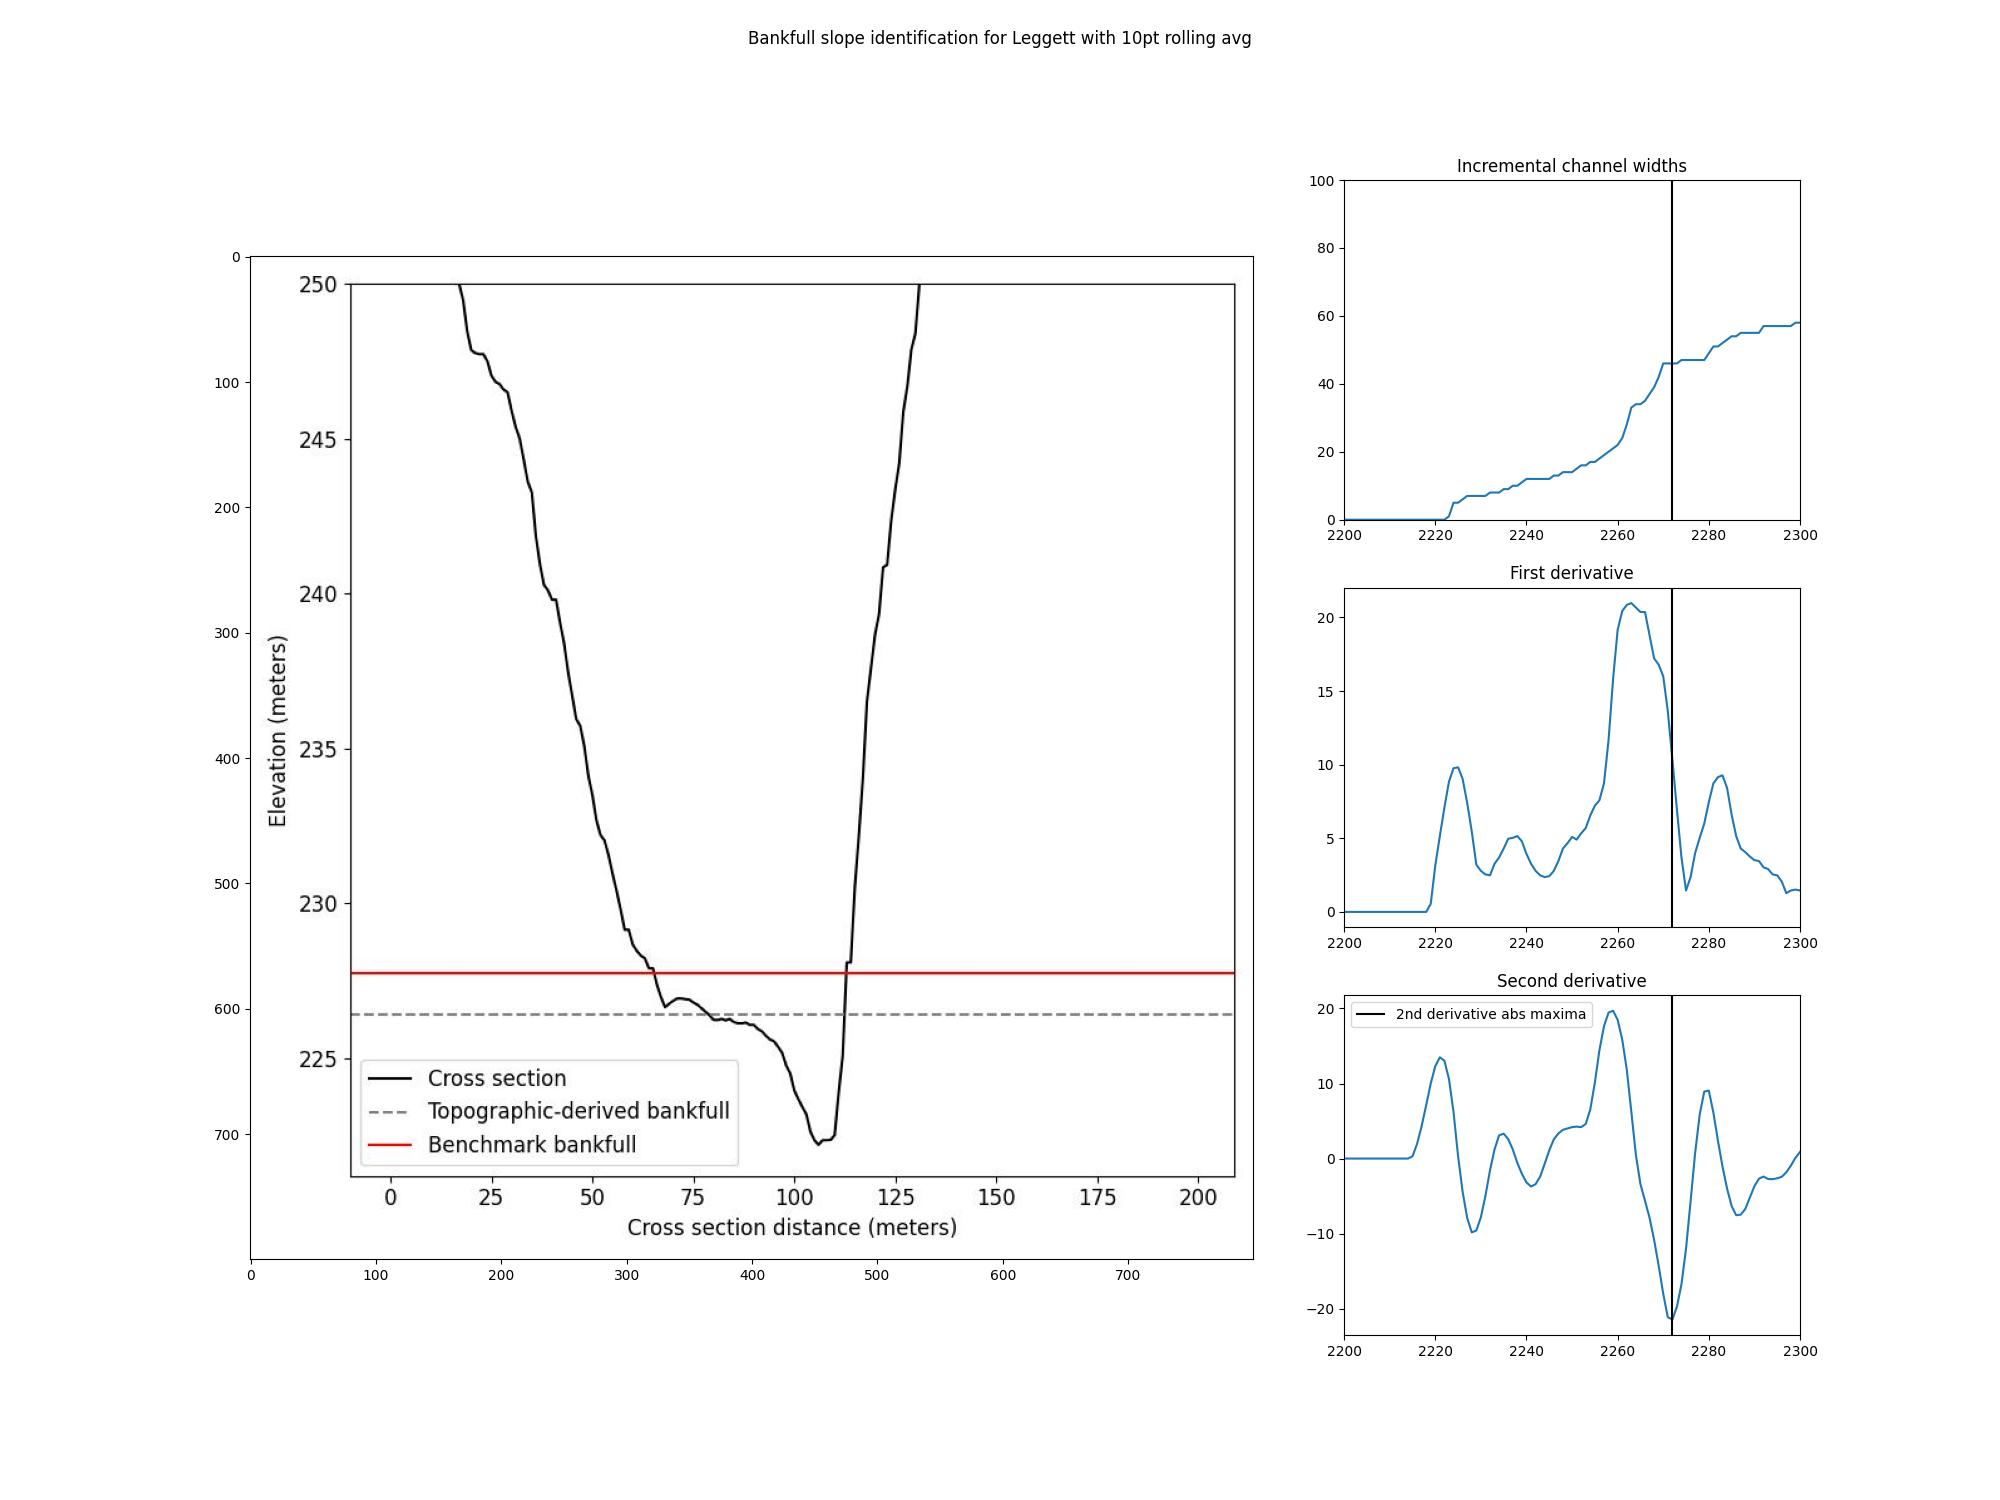 Bankfull slope identification for Leggett with 10pt rolling avg
0
100
200
300
400
500
600
700
250
245
240
235
230
225
Elevation (meters)
Cross section
Topographic-derived bankfull
Benchmark bankfull
0 25 50 75 100 125 150 175 200
Cross section distance (meters)
0 100 200 300 400 500 600 700
Incremental channel widths
100
80
60
40
20
0
2200 2220 2240 2260 2280 2300
First derivative
20
15
10
5
0
2200 2220 2240 2260 2280 2300
Second derivative
20
10
0
−10
−20
2nd derivative abs maxima
2200 2220 2240 2260 2280 2300